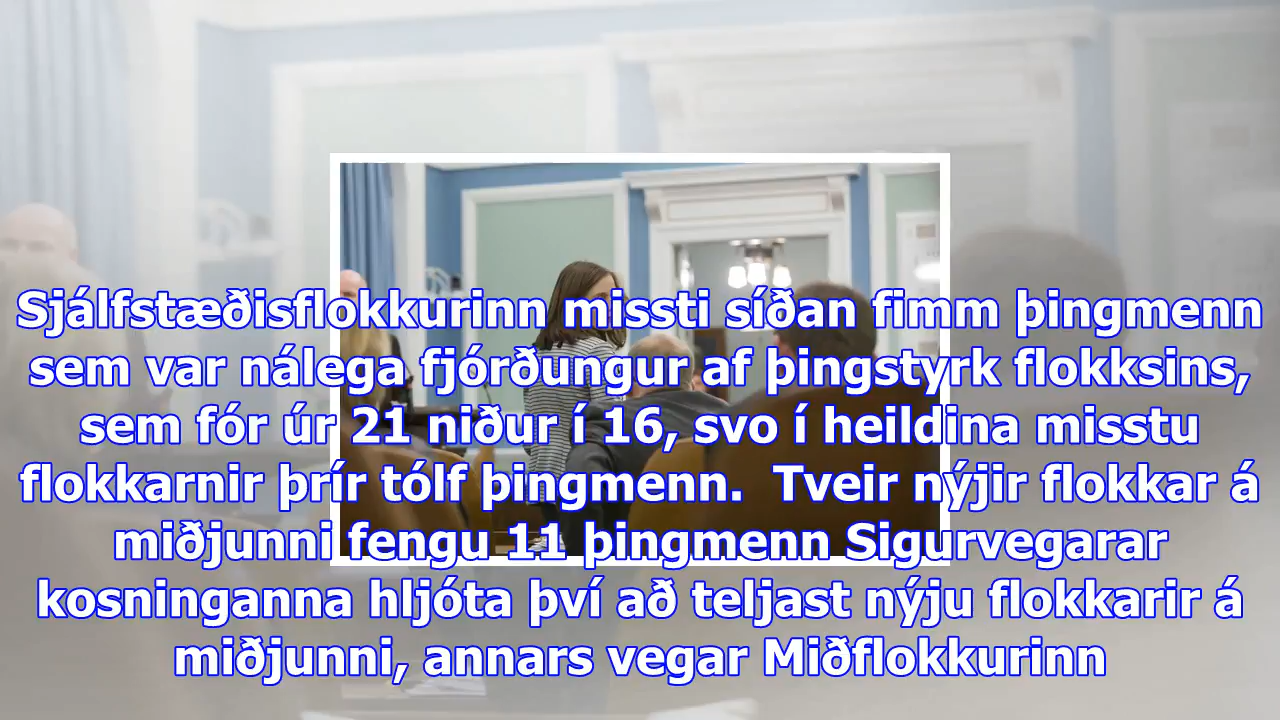 Sjálfstæðisflokkurinn missti síðan fimm þingmenn
sem var nálega fjórðungur af þingstyrk flokksins,
sem fór úr 21 niður í 16, svo í heildina misstu
flokkarnir þrír tólf þingmenn.  Tveir nýjir flokkar á
miðjunni fengu 11 þingmenn Sigurvegarar
kosninganna hljóta því að teljast nýju flokkarir á
miðjunni, annars vegar Miðflokkurinn